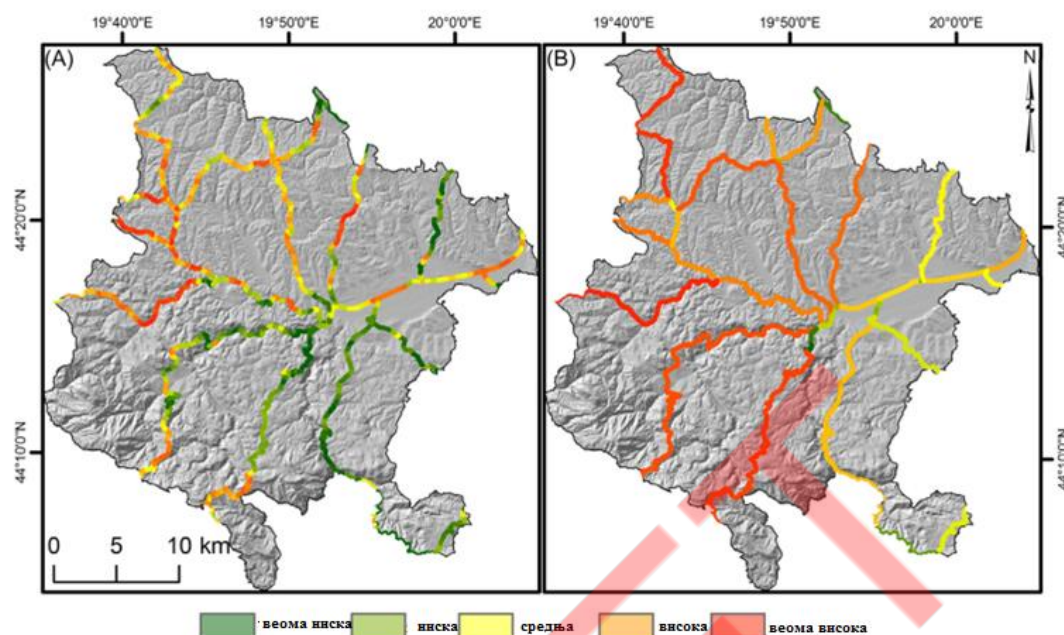 19°40'0"E 19°50'0"E 20°00'0"E 19°40'0"E 19°50'0"E 20°00'0"E
(A) (B) N
44°20'0"N 44°20'0"N
44°10'0"N 44°10'0"N
0 5 10 km
веома ниска ниска средња висока веома висока